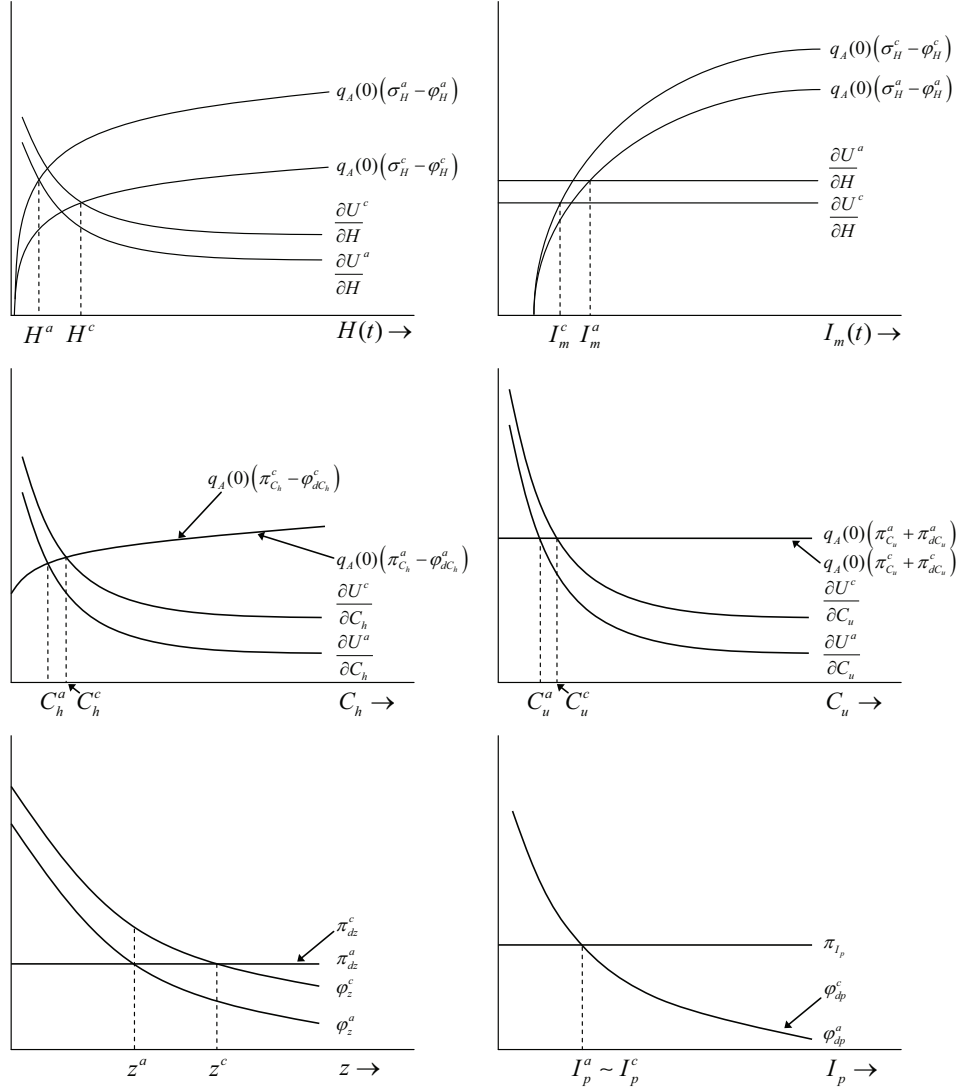 q_A(0)(σ_H^a − φ_H^a)
q_A(0)(σ_H^c − φ_H^c)
∂U^c/∂H
∂U^a/∂H
H^a H^c H(t) →
q_A(0)(σ_H^c − φ_H^c)
q_A(0)(σ_H^a − φ_H^a)
∂U^a/∂H
∂U^c/∂H
I_m^c I_m^a I_m(t) →
q_A(0)(π_{C_h}^c − φ_{dC_h}^c)
q_A(0)(π_{C_h}^a − φ_{dC_h}^a)
∂U^c/∂C_h
∂U^a/∂C_h
C_h^a C_h^c C_h →
q_A(0)(π_{C_u}^a + π_{dC_u}^a)
q_A(0)(π_{C_u}^c + π_{dC_u}^c)
∂U^c/∂C_u
∂U^a/∂C_u
C_u^a C_u^c C_u →
π_{dz}^c
π_{dz}^a
φ_z^c
φ_z^a
z^a z^c z →
π_{I_p}
φ_{dp}^c
φ_{dp}^a
I_p^a ~ I_p^c I_p →